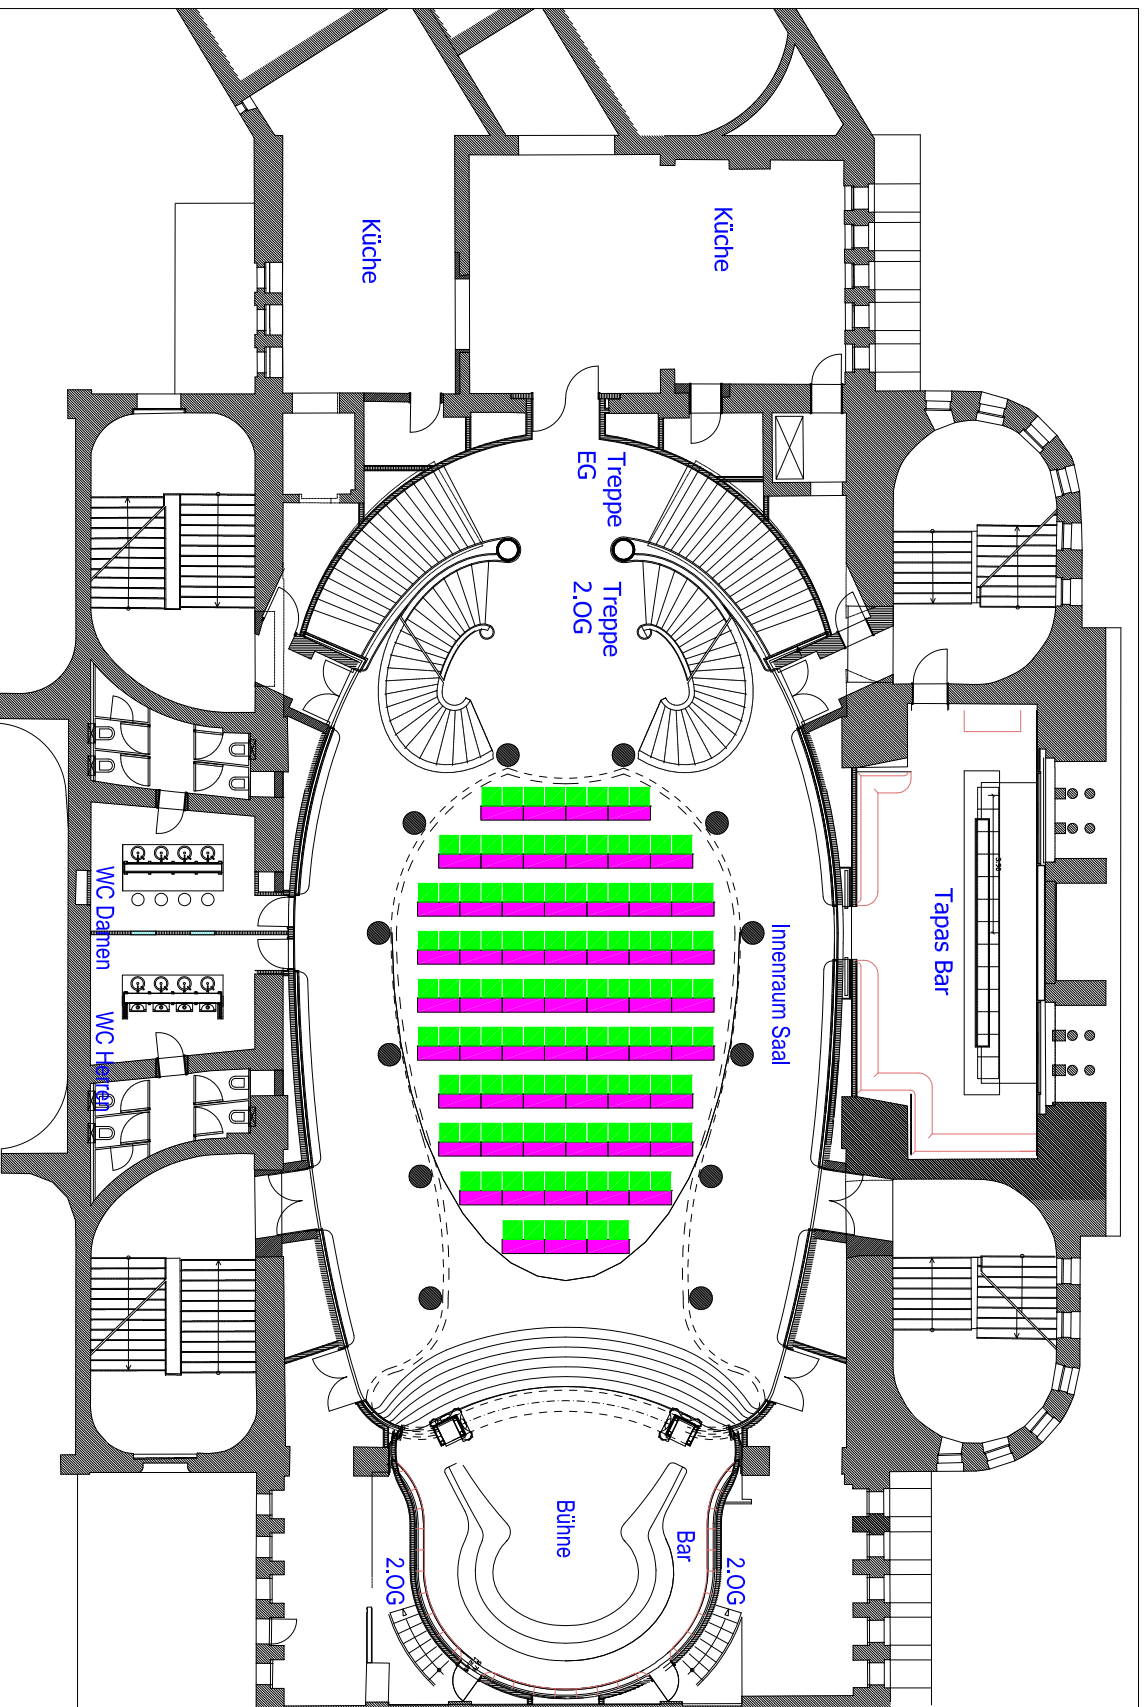 Küche
Küche
Treppe
EG
Treppe
2.OG
Innenraum Saal
Tapas Bar
WC Damen
WC Herren
Bühne
Bar
2.OG
2.OG